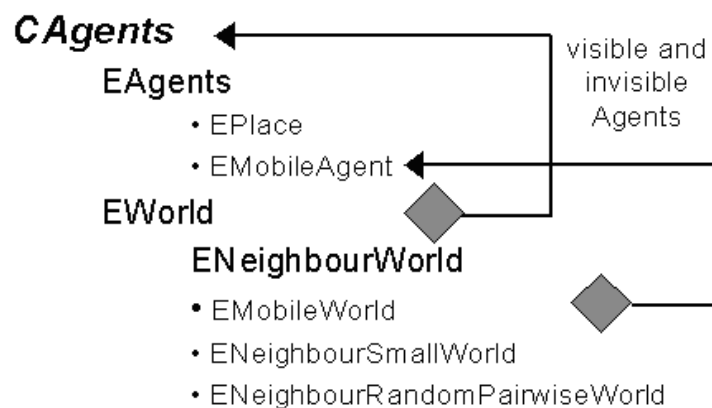 CAgents
visible and
invisible
Agents
EAgents
• EPlace
• EMobileAgent
EWorld
ENeighbourWorld
• EMobileWorld
• ENeighbourSmallWorld
• ENeighbourRandomPairwiseWorld